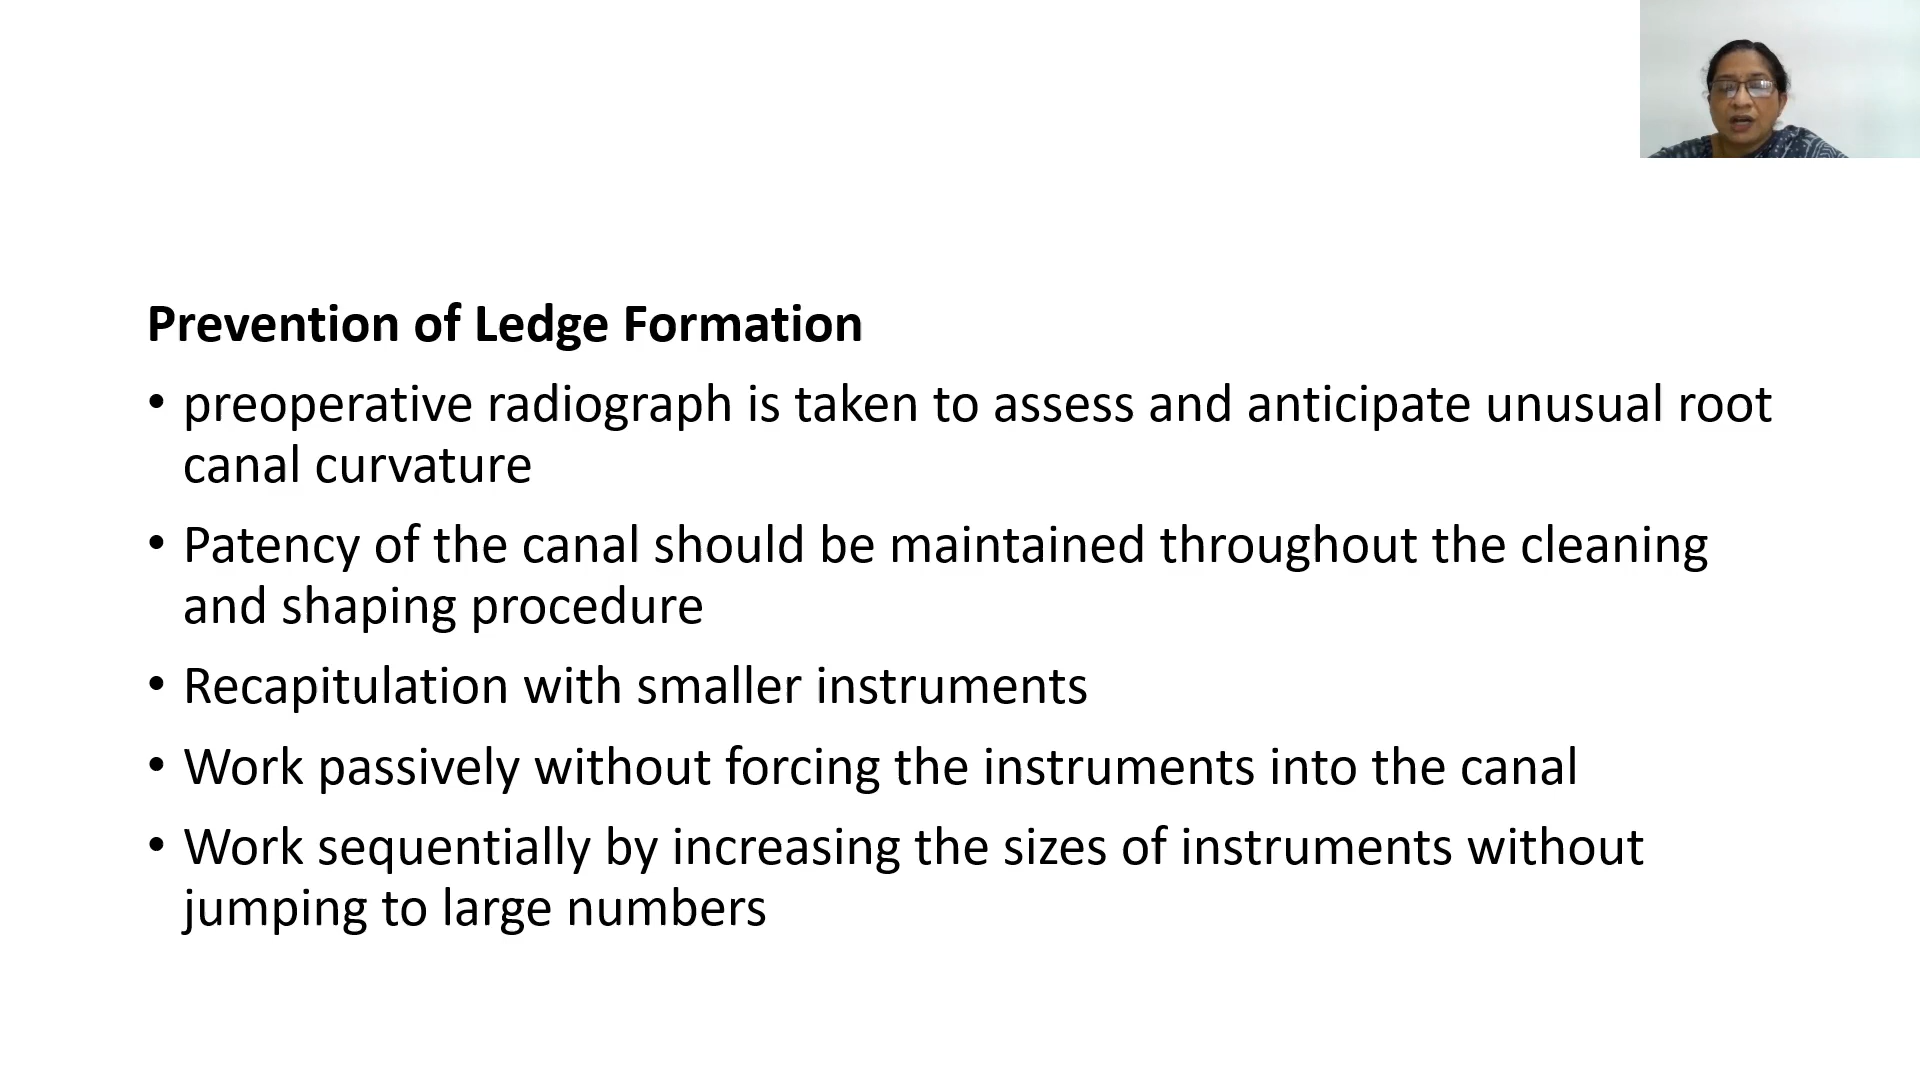 Prevention of Ledge Formation
• preoperative radiograph is taken to assess and anticipate unusual root
canal curvature
• Patency of the canal should be maintained throughout the cleaning
and shaping procedure
• Recapitulation with smaller instruments
• Work passively without forcing the instruments into the canal
• Work sequentially by increasing the sizes of instruments without
jumping to large numbers